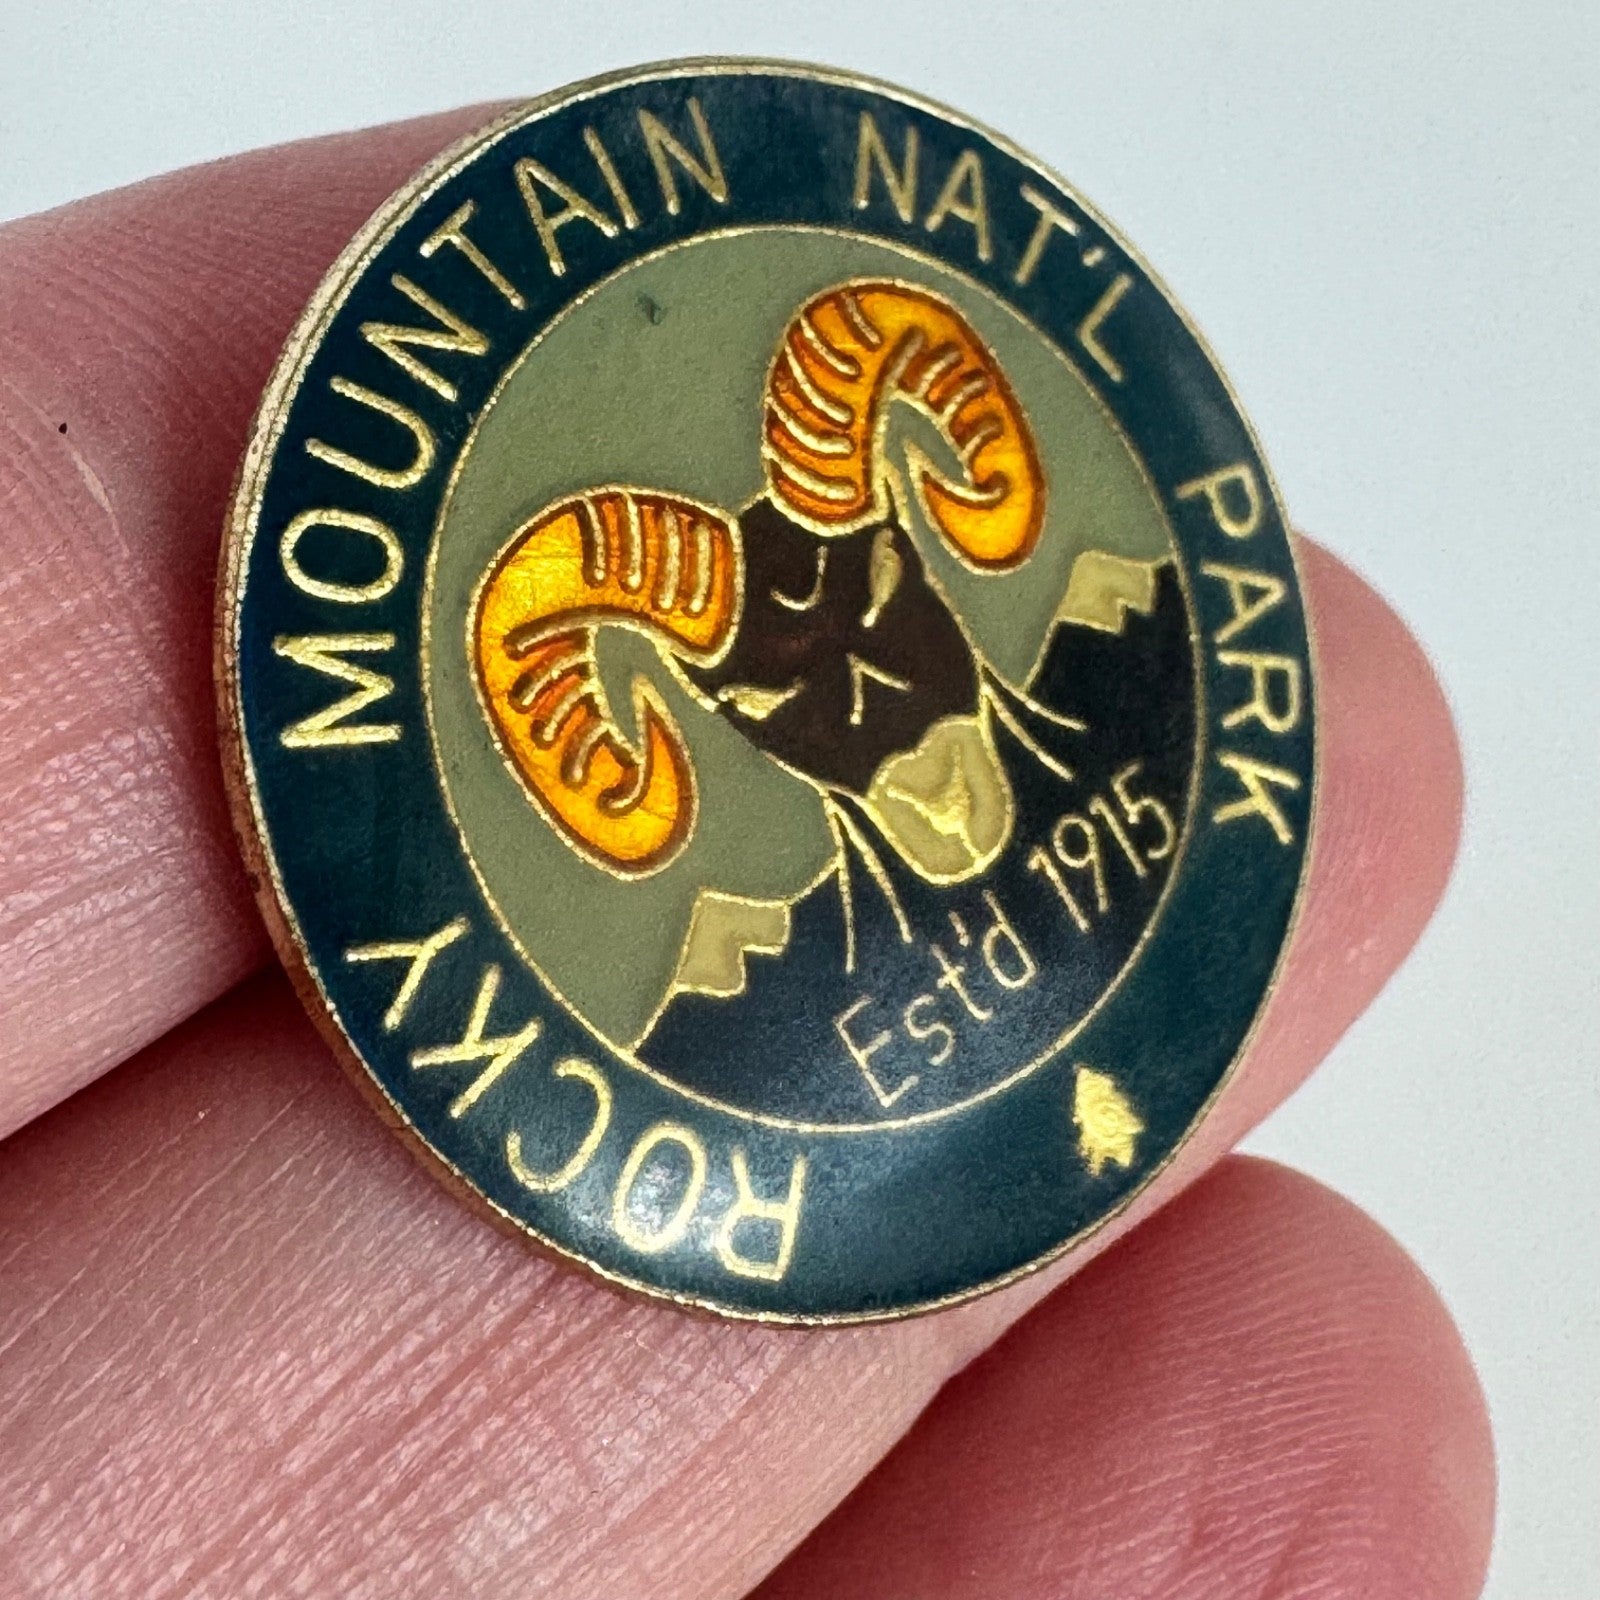 ROCKY MOUNTAIN NAT'L PARK
Est'd 1915